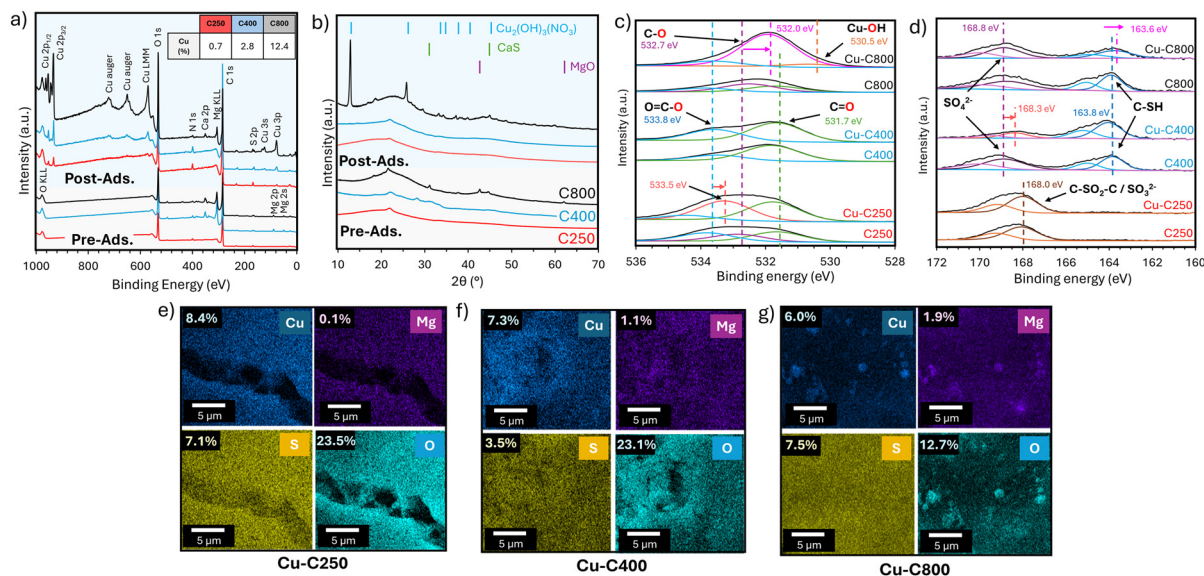 a)
Cu 2p1/2
Cu 2p3/2
Cu auger
Cu auger
Cu LMM
O 1s
C 1s
C250 C400 C800
Cu (%) 0.7 2.8 12.4
N 1s
Ca 2p
Mg KLL
S 2p
Cu 3s
Cu 3p
O KLL
Post-Ads.
Mg 2p
Mg 2s
Pre-Ads.
Intensity (a.u.)
1000 800 600 400 200 0
Binding Energy (eV)
b)
Cu2(OH)3(NO3)
CaS
MgO
Post-Ads.
C800
C400
Pre-Ads.
C250
Intensity (a.u.)
10 20 30 40 50 60 70
2θ (°)
c)
C-O
532.7 eV
532.0 eV
Cu-OH
530.5 eV
Cu-C800
C800
O=C-O
533.8 eV
C=O
531.7 eV
Cu-C400
C400
533.5 eV
Cu-C250
C250
Intensity (a.u.)
536 534 532 530 528
Binding energy (eV)
d)
168.8 eV
163.6 eV
Cu-C800
C800
SO4 2-
C-SH
168.3 eV
163.8 eV
Cu-C400
C400
168.0 eV
C-SO2-C / SO3 2-
Cu-C250
C250
Intensity (a.u.)
172 170 168 166 164 162
Binding energy (eV)
e)
8.4% Cu
5 µm
0.1% Mg
5 µm
7.1% S
5 µm
23.5% O
5 µm
Cu-C250
f)
7.3% Cu
5 µm
1.1% Mg
5 µm
3.5% S
5 µm
23.1% O
5 µm
Cu-C400
g)
6.0% Cu
5 µm
1.9% Mg
5 µm
7.5% S
5 µm
12.7% O
5 µm
Cu-C800